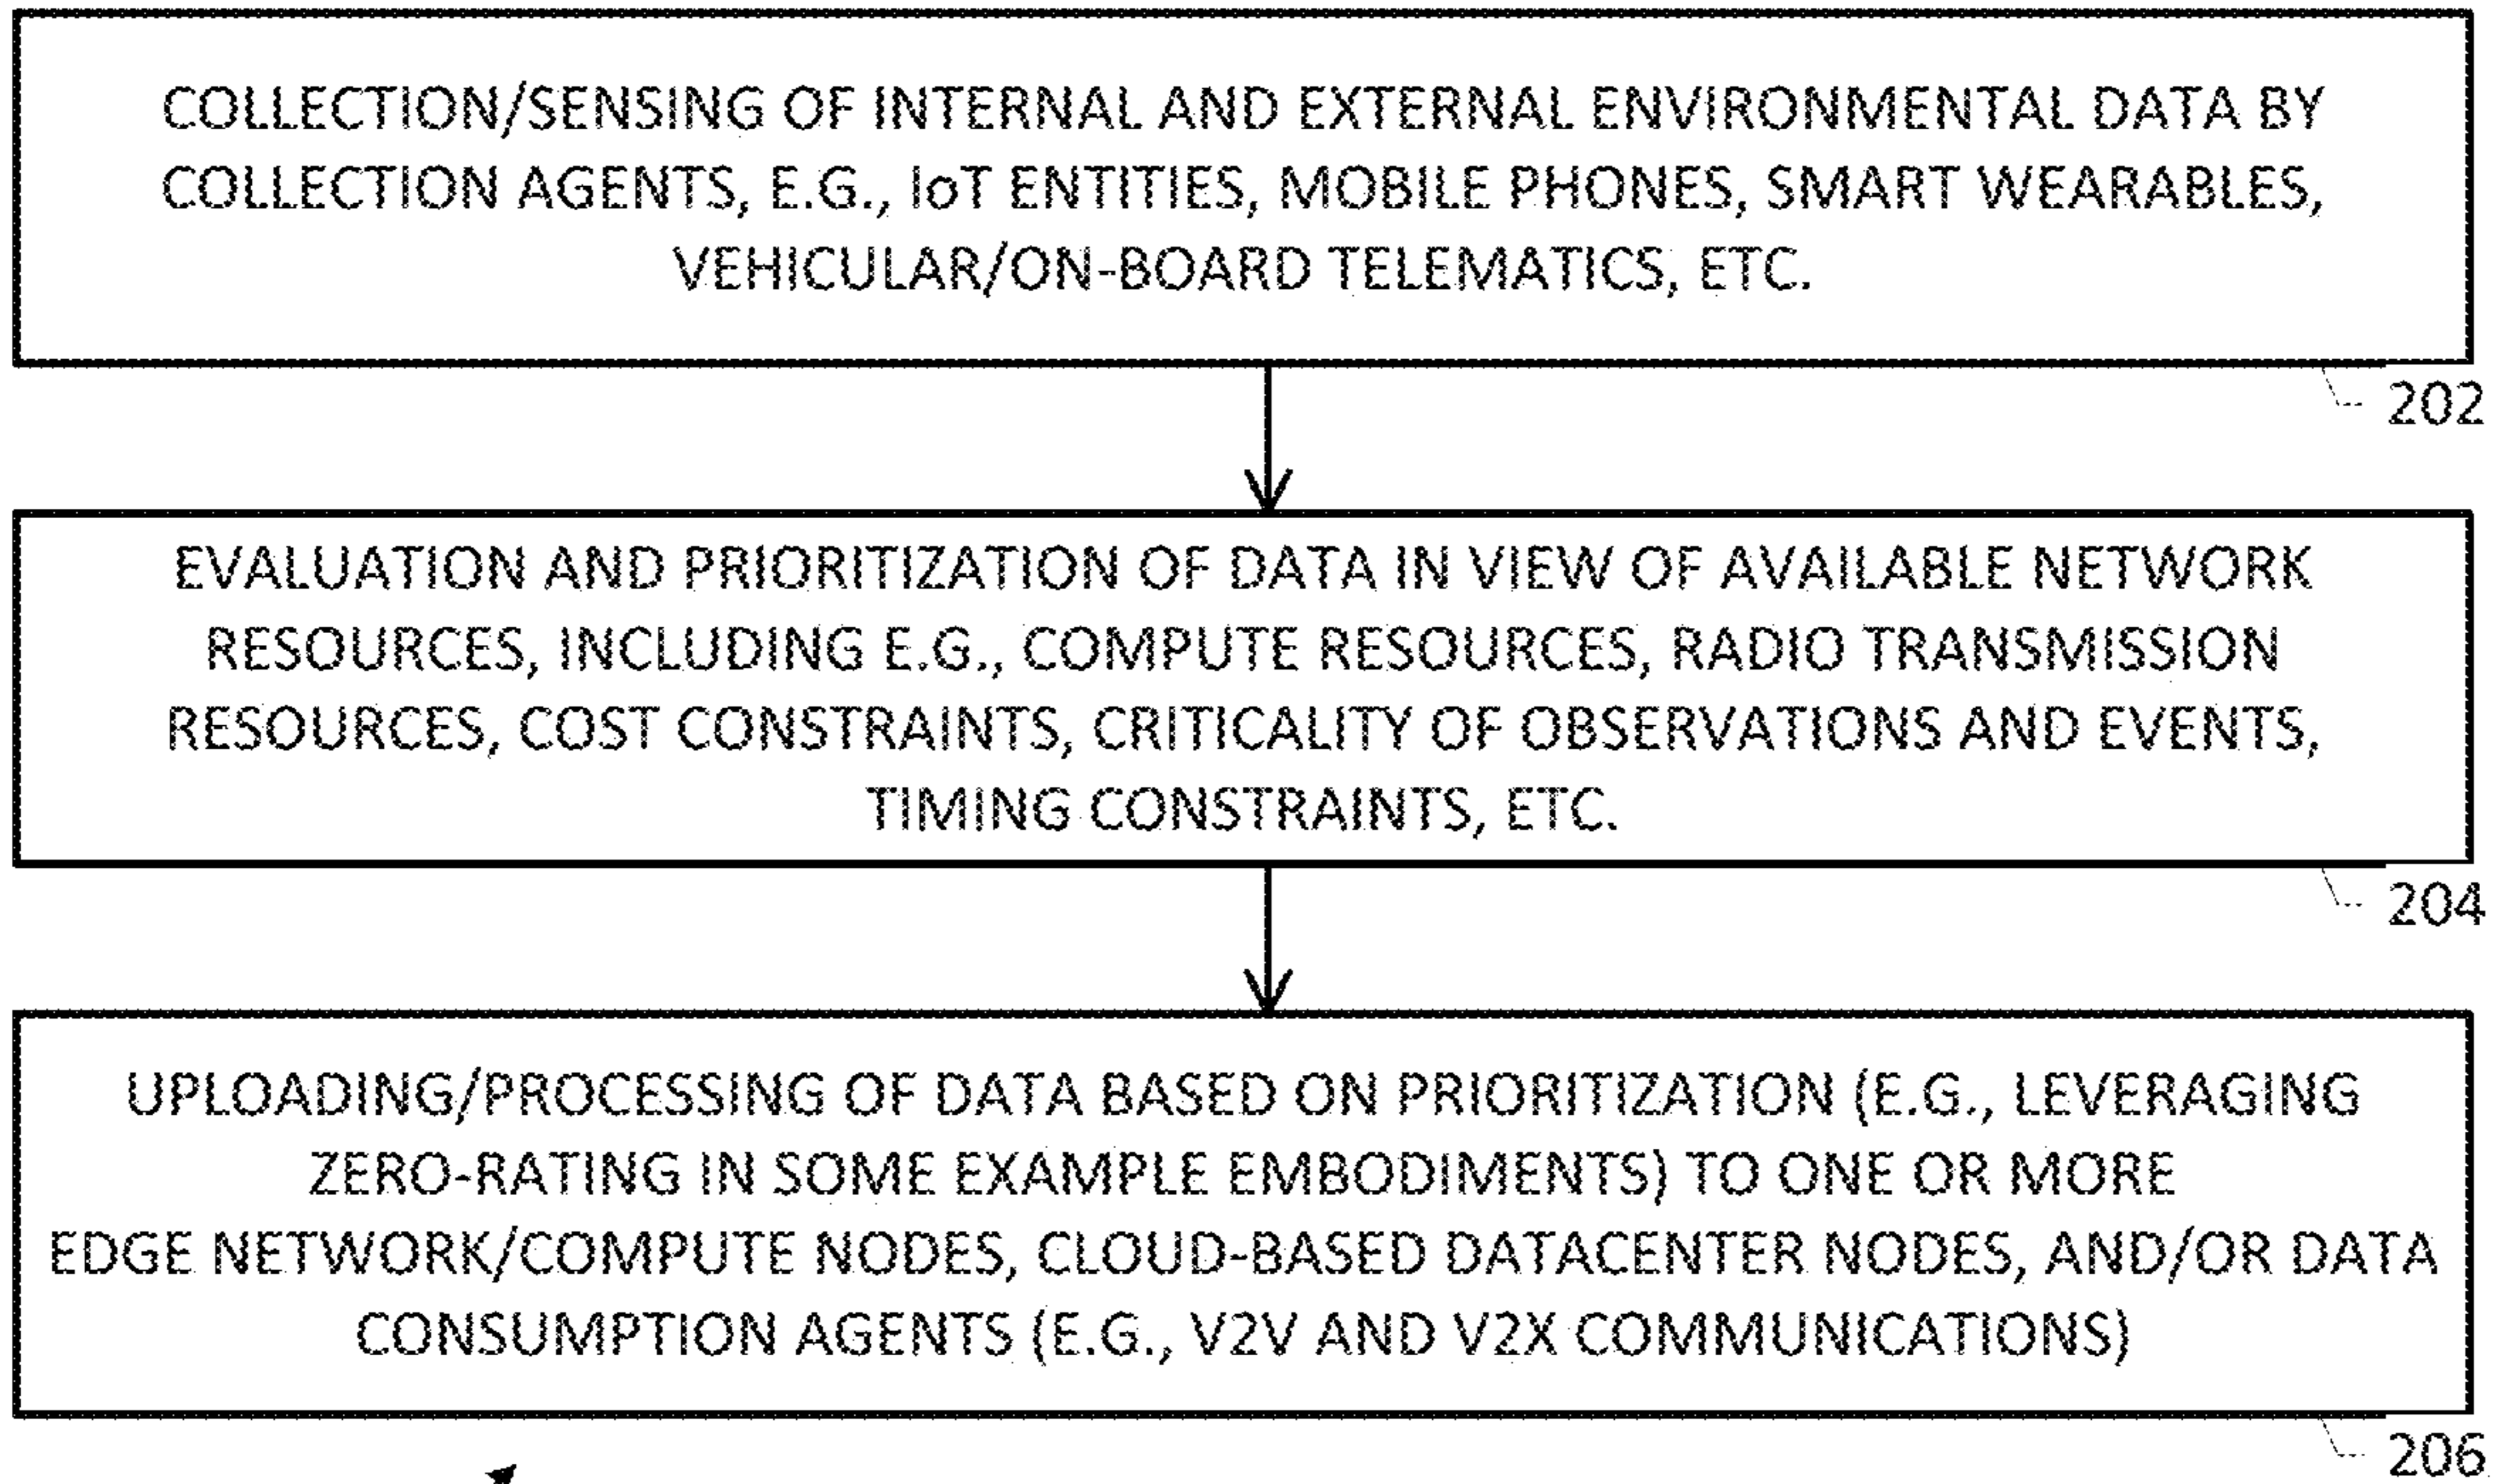 COLLECTION/SENSING OF INTERNAL AND EXTERNAL ENVIRONMENTAL DATA BY
COLLECTION AGENTS, E.G., IoT ENTITIES, MOBILE PHONES, SMART WEARABLES,
VEHICULAR/ON-BOARD TELEMATICS, ETC.
202
EVALUATION AND PRIORITIZATION OF DATA IN VIEW OF AVAILABLE NETWORK
RESOURCES, INCLUDING E.G., COMPUTE RESOURCES, RADIO TRANSMISSION
RESOURCES, COST CONSTRAINTS, CRITICALITY OF OBSERVATIONS AND EVENTS,
TIMING CONSTRAINTS, ETC.
204
UPLOADING/PROCESSING OF DATA BASED ON PRIORITIZATION (E.G., LEVERAGING
ZERO-RATING IN SOME EXAMPLE EMBODIMENTS) TO ONE OR MORE
EDGE NETWORK/COMPUTE NODES, CLOUD-BASED DATACENTER NODES, AND/OR DATA
CONSUMPTION AGENTS (E.G., V2V AND V2X COMMUNICATIONS)
206